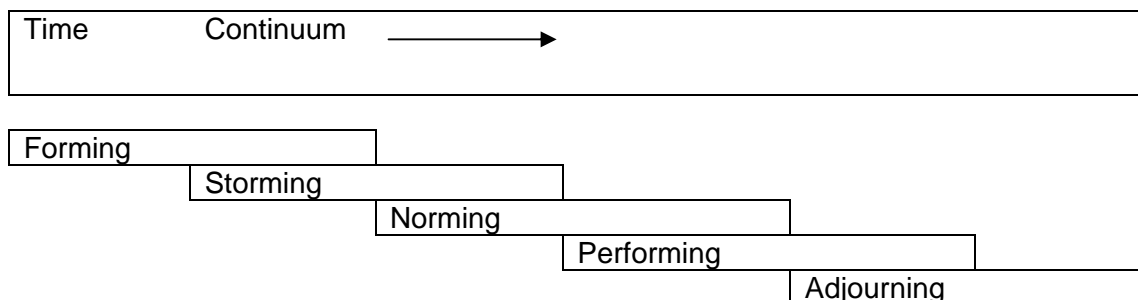 Time Continuum
Forming
Storming
Norming
Performing
Adjourning